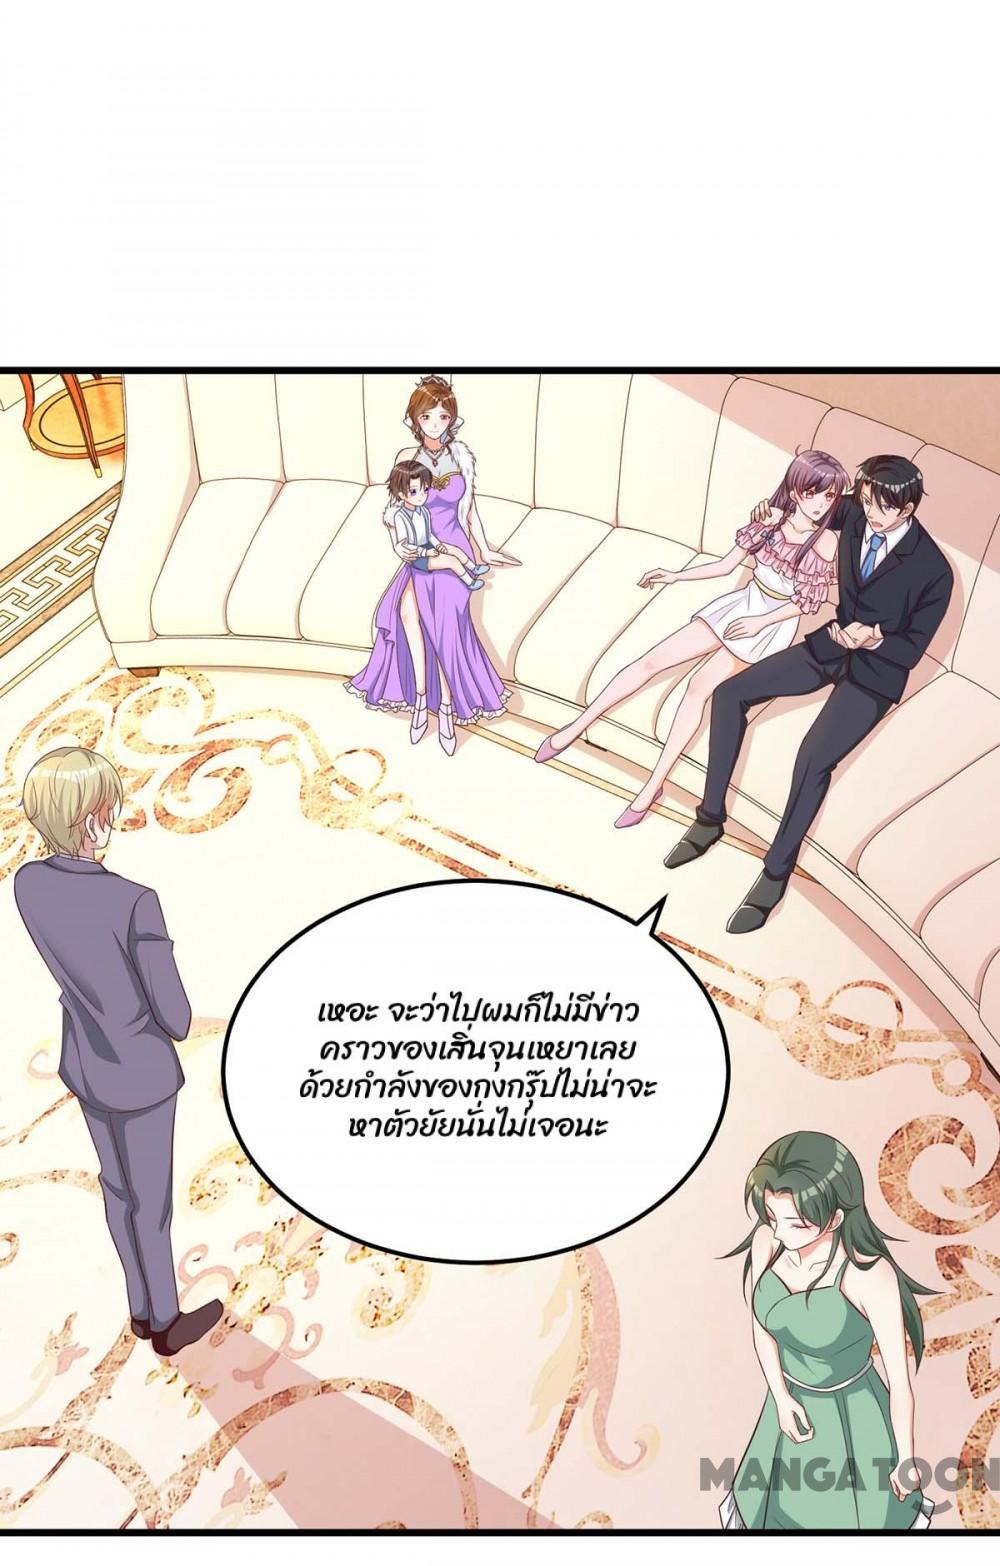 เหอะ จะว่าไปผมก็ไม่มีข่าว
คราวของเสิ่นจุนเหยาเลย
ด้วยกำลังของกงกรุ๊ปไม่น่าจะ
หาตัวยัยนั่นไม่เจอนะ
MANGATOON